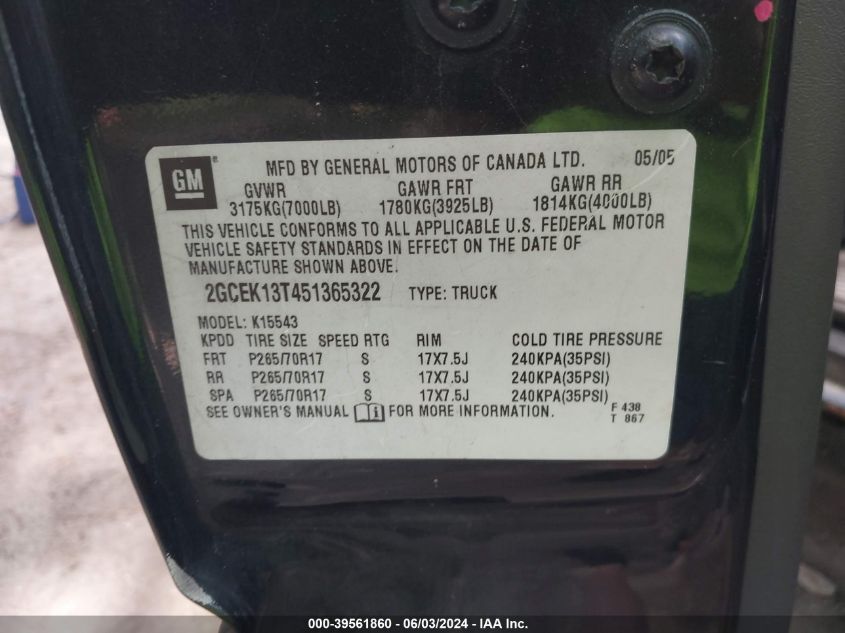 GM
MFD BY GENERAL MOTORS OF CANADA LTD. 05/05
GVWR GAWR FRT GAWR RR
3175KG(7000LB) 1780KG(3925LB) 1814KG(4000LB)
THIS VEHICLE CONFORMS TO ALL APPLICABLE U.S. FEDERAL MOTOR
VEHICLE SAFETY STANDARDS IN EFFECT ON THE DATE OF
MANUFACTURE SHOWN ABOVE.
2GCEK13T451365322 TYPE: TRUCK
MODEL: K15543
KPDD TIRE SIZE SPEED RTG RIM COLD TIRE PRESSURE
FRT P265/70R17 S 17X7.5J 240KPA(35PSI)
RR P265/70R17 S 17X7.5J 240KPA(35PSI)
SPA P265/70R17 S 17X7.5J 240KPA(35PSI)
SEE OWNER'S MANUAL FOR MORE INFORMATION. F 438
T 867
000-39561860 - 06/03/2024 - IAA Inc.